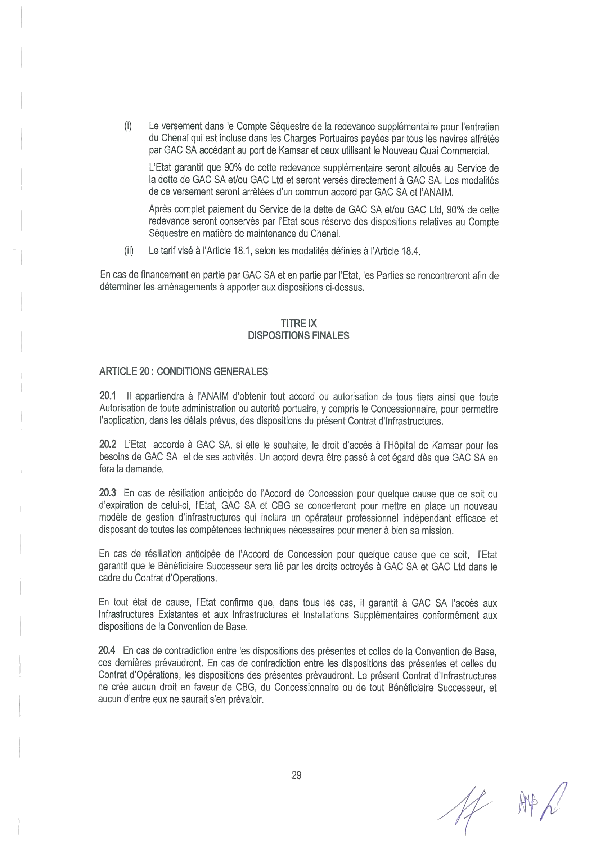 (i) Le versement dans le Compte Séquestre de la redevance supplémentaire pour l'entretien
du Chenal qui est incluse dans les Charges Portuaires payées par tous les navires affrétés
par GAC SA accédant au port de Kamsar et ceux utilisant le Nouveau Quai Commercial.
L'Etat garantit que 90% de cette redevance supplémentaire seront alloués au Service de
la dette de GAC SA et/ou GAC Ltd et seront versés directement à GAC SA. Les modalités
de ce versement seront arrêtées d'un commun accord par GAC SA et l'ANAIM.
Après complet paiement du Service de la dette de GAC SA et/ou GAC Ltd, 90% de cette
redevance seront conservés par l'Etat sous réserve des dispositions relatives au Compte
Séquestre en matière de maintenance du Chenal.
(ii) Le tarif visé à l'Article 18.1, selon les modalités définies à l'Article 18.4.
En cas de financement en partie par GAC SA et en partie par l'Etat, les Parties se rencontreront afin de
déterminer les aménagements à apporter aux dispositions ci-dessus.
TITRE IX
DISPOSITIONS FINALES
ARTICLE 20 : CONDITIONS GENERALES
20.1 Il appartiendra à l'ANAIM d'obtenir tout accord ou autorisation de tous tiers ainsi que toute
Autorisation de toute administration ou autorité portuaire, y compris le Concessionnaire, pour permettre
l'application, dans les délais prévus, des dispositions du présent Contrat d'Infrastructures.
20.2 L'Etat accorde à GAC SA, si elle le souhaite, le droit d'accès à l'Hôpital de Kamsar pour les
besoins de GAC SA et de ses activités. Un accord devra être passé à cet égard dès que GAC SA en
fera la demande.
20.3 En cas de résiliation anticipée de l'Accord de Concession pour quelque cause que ce soit ou
d'expiration de celui-ci, l'Etat, GAC SA et CBG se concerteront pour mettre en place un nouveau
modèle de gestion d'infrastructures qui inclura un opérateur professionnel indépendant efficace et
disposant de toutes les compétences techniques nécessaires pour mener à bien sa mission.
En cas de résiliation anticipée de l'Accord de Concession pour quelque cause que ce soit, l'Etat
garantit que le Bénéficiaire Successeur sera lié par les droits octroyés à GAC SA et GAC Ltd dans le
cadre du Contrat d'Operations.
En tout état de cause, l'Etat confirme que, dans tous les cas, il garantit à GAC SA l'accès aux
Infrastructures Existantes et aux Infrastructures et Installations Supplémentaires conformément aux
dispositions de la Convention de Base.
20.4 En cas de contradiction entre les dispositions des présentes et celles de la Convention de Base,
ces dernières prévaudront. En cas de contradiction entre les dispositions des présentes et celles du
Contrat d'Opérations, les dispositions des présentes prévaudront. Le présent Contrat d'Infrastructures
ne crée aucun droit en faveur de CBG, du Concessionnaire ou de tout Bénéficiaire Successeur, et
aucun d'entre eux ne saurait s'en prévaloir.
29